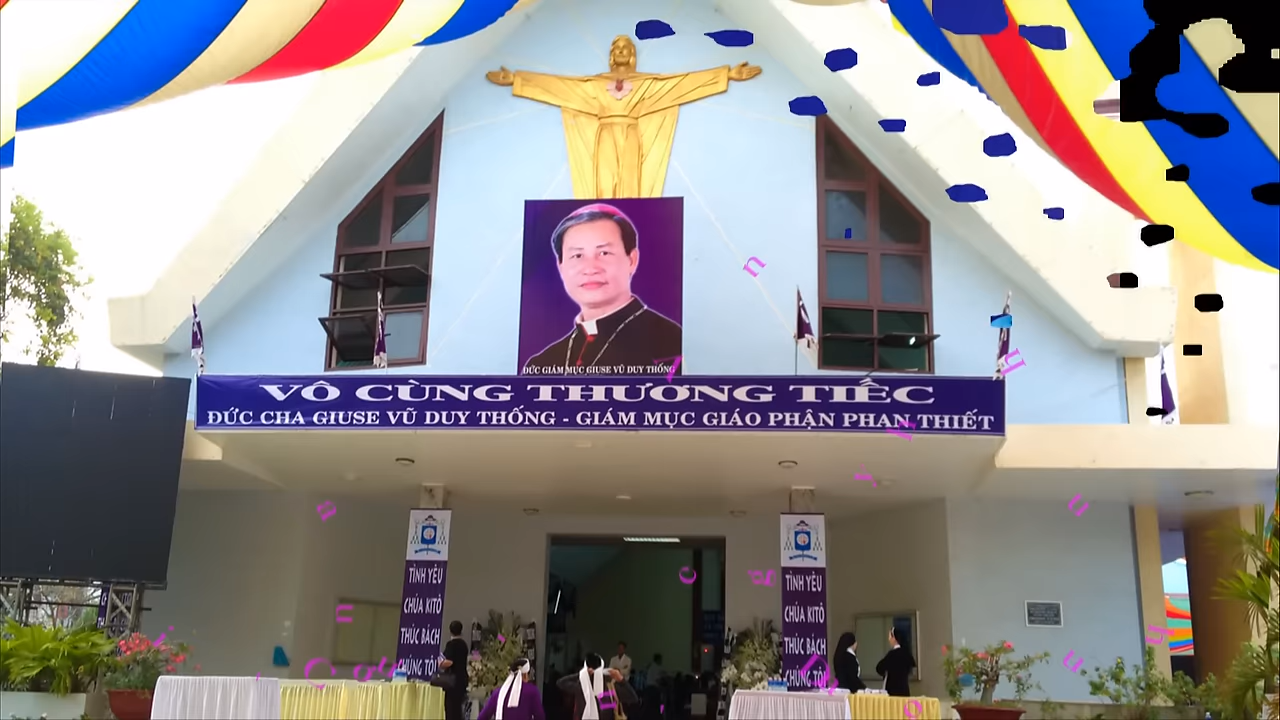 ĐỨC GIÁM MỤC GIUSE VŨ DUY THỐNG
VÔ CÙNG THƯƠNG TIẾC
ĐỨC CHA GIUSE VŨ DUY THỐNG - GIÁM MỤC GIÁO PHẬN PHAN THIẾT
TÌNH YÊU
CHÚA KITÔ
THÚC BÁCH
CHÚNG TÔI
TÌNH YÊU
CHÚA KITÔ
THÚC BÁCH
CHÚNG TÔI